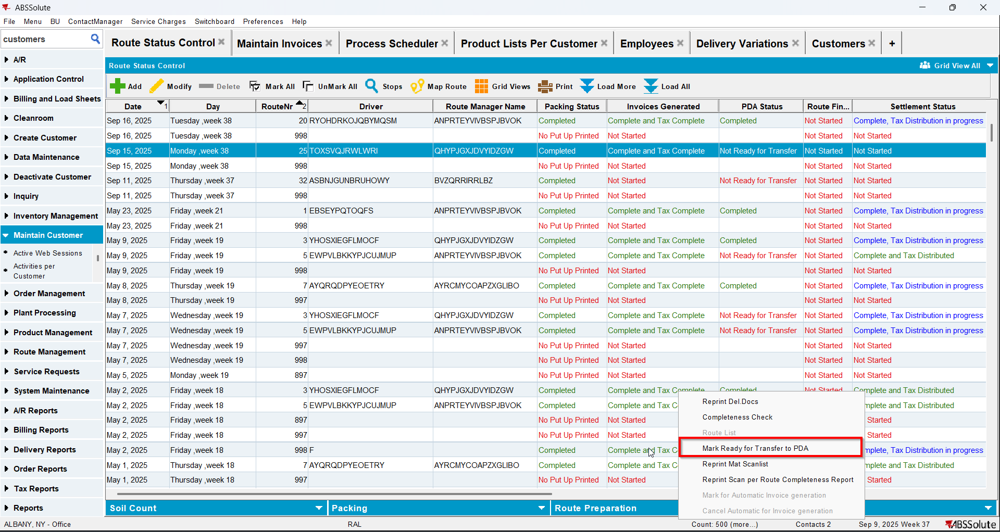 ABSSolute
File Menu BU ContactManager Service Charges Switchboard Preferences Help
customers
Route Status Control Maintain Invoices Process Scheduler Product Lists Per Customer Employees Delivery Variations Customers +
Route Status Control Grid View All
Add Modify Delete Mark All UnMark All Stops Map Route Grid Views Print Load More Load All
A/R
Application Control
Billing and Load Sheets
Cleanroom
Create Customer
Data Maintenance
Deactivate Customer
Inquiry
Inventory Management
Maintain Customer
Active Web Sessions
Activities per
Customer
Order Management
Plant Processing
Product Management
Route Management
Service Requests
System Maintenance
A/R Reports
Billing Reports
Delivery Reports
Order Reports
Tax Reports
Reports
Date 1 Day RouteNr 2 Driver Route Manager Name Packing Status Invoices Generated PDA Status Route Fin... Settlement Status
Sep 16, 2025 Tuesday ,week 38 20 RYOHDRKOJQBYMQSM ANPRTEYVIVBSPJBVOK Completed Complete and Tax Complete Completed Not Started Complete, Tax Distribution in progress
Sep 16, 2025 Tuesday ,week 38 998 No Put Up Printed Not Started Not Started Not Started
Sep 15, 2025 Monday ,week 38 25 TOXSVQJRWLWRI QHYPJGXJDVYIDZGW Completed Complete and Tax Complete Not Ready for Transfer Not Started Not Started
Sep 15, 2025 Monday ,week 38 998 No Put Up Printed Not Started Not Started Not Started
Sep 11, 2025 Thursday ,week 37 32 ASBNJGUNBRUHOWY BVZQRRIRRLBZ Completed Not Started Not Ready for Transfer Not Started Not Started
Sep 11, 2025 Thursday ,week 37 998 No Put Up Printed Not Started Not Started Not Started
May 23, 2025 Friday ,week 21 1 EBSEYPQTOQFS ANPRTEYVIVBSPJBVOK Completed Complete and Tax Complete Completed Not Started Complete, Tax Distribution in progress
May 23, 2025 Friday ,week 21 998 No Put Up Printed Not Started Not Started Not Started
May 9, 2025 Friday ,week 19 3 YHOSXIEGFLMOCF QHYPJGXJDVYIDZGW Completed Complete and Tax Complete Completed Not Started Complete, Tax Distribution in progress
May 9, 2025 Friday ,week 19 5 EWPVLBKKYPJCUJMUP ANPRTEYVIVBSPJBVOK Completed Complete and Tax Complete Not Ready for Transfer Not Started Complete and Tax Distributed
May 9, 2025 Friday ,week 19 998 No Put Up Printed Not Started Not Started Not Started
May 8, 2025 Thursday ,week 19 7 AYQRQDPYEOETRY AYRCMYCOAPZXGLIBO Completed Complete and Tax Complete Completed Not Started Complete, Tax Distribution in progress
May 8, 2025 Thursday ,week 19 997 No Put Up Printed Not Started Not Started Not Started
May 7, 2025 Wednesday ,week 19 3 YHOSXIEGFLMOCF QHYPJGXJDVYIDZGW Completed Complete and Tax Complete Not Ready for Transfer Not Started Complete, Tax Distribution in progress
May 7, 2025 Wednesday ,week 19 5 EWPVLBKKYPJCUJMUP ANPRTEYVIVBSPJBVOK Completed Complete and Tax Complete Not Ready for Transfer Not Started Complete, Tax Distribution in progress
May 7, 2025 Wednesday ,week 19 997 No Put Up Printed Not Started Not Started Not Started
May 7, 2025 Wednesday ,week 19 998 No Put Up Printed Not Started Not Started Not Started
May 5, 2025 Monday ,week 19 897 No Put Up Printed Not Started Not Started Not Started
May 2, 2025 Friday ,week 18 3 YHOSXIEGFLMOCF QHYPJGXJDVYIDZGW Completed Complete and Tax Complete Completed Not Started Complete and Tax Distributed
May 2, 2025 Friday ,week 18 5 EWPVLBKKYPJCUJMUP ANPRTEYVIVBSPJBVOK Completed Complete and Tax C mplete and Tax Distributed
May 2, 2025 Friday ,week 18 897 No Put Up Printed Not Started Started
May 2, 2025 Friday ,week 18 997 No Put Up Printed Not Started Started
May 2, 2025 Friday ,week 18 998 F Completed Complete and Tax C mplete, Tax Distribution in progress
May 1, 2025 Thursday ,week 18 7 AYQRQDPYEOETRY AYRCMYCOAPZXGLIBO Completed Complete and Tax C mplete and Tax Distributed
May 1, 2025 Thursday ,week 18 997 No Put Up Printed Not Started Started
Reprint Del.Docs
Completeness Check
Route List
Mark Ready for Transfer to PDA
Reprint Mat Scanlist
Reprint Scan per Route Completeness Report
Mark for Automatic Invoice generation
Cancel Automatic for Invoice generation
Soil Count Packing Route Preparation
ALBANY, NY - Office RAL Count: 500 (more...) Contacts 2 Sep 9, 2025 Week 37 ABSSolute